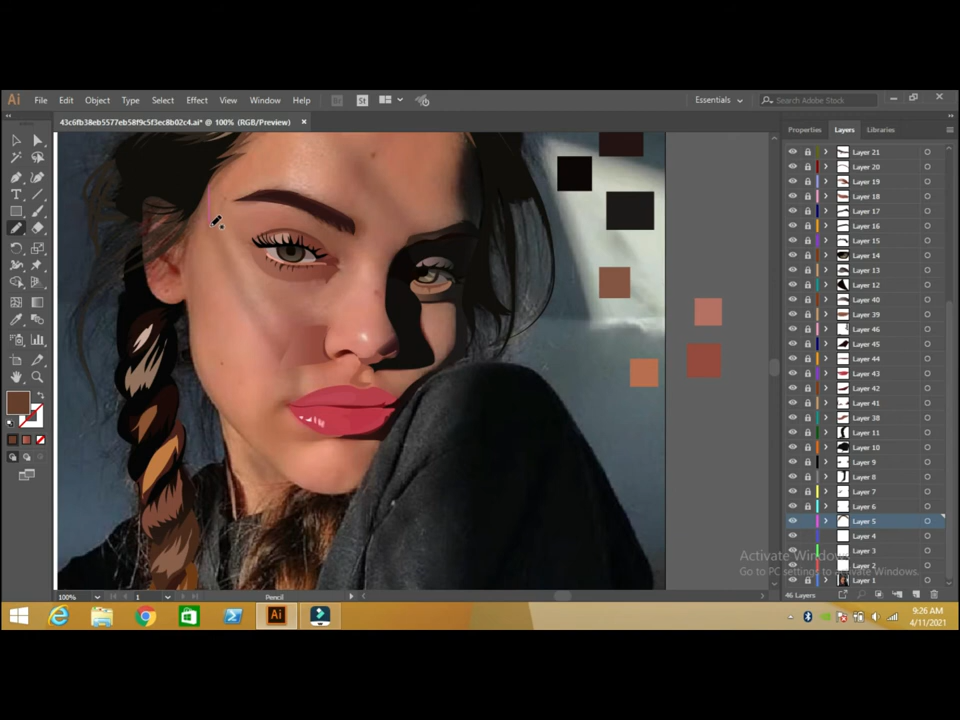 Ai File Edit Object Type Select Effect View Window Help Br St Essentials Search Adobe Stock
43c6fb38eb5577eb58f9c5f3ec8b02c4.ai* @ 100% (RGB/Preview) ×
Properties Layers Libraries
Layer 21
Layer 20
Layer 19
Layer 18
Layer 17
Layer 16
Layer 15
Layer 14
Layer 13
Layer 12
Layer 40
Layer 39
Layer 46
Layer 45
Layer 44
Layer 43
Layer 42
Layer 41
Layer 38
Layer 11
Layer 10
Layer 9
Layer 8
Layer 7
Layer 6
Layer 5
Layer 4
Layer 3
Layer 2
Layer 1
Activate Windows
Go to PC settings to activate Windows.
100% 1 Pencil
46 Layers
Ai
9:26 AM
4/11/2021